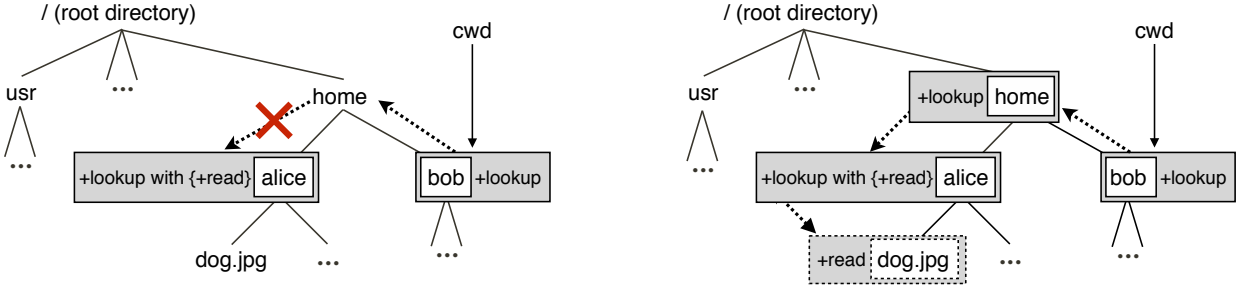 / (root directory)
cwd
usr
...
home
...
+lookup with {+read} alice
bob +lookup
dog.jpg
...
...
/ (root directory)
cwd
usr
...
+lookup home
...
+lookup with {+read} alice
bob +lookup
+read dog.jpg
...
...